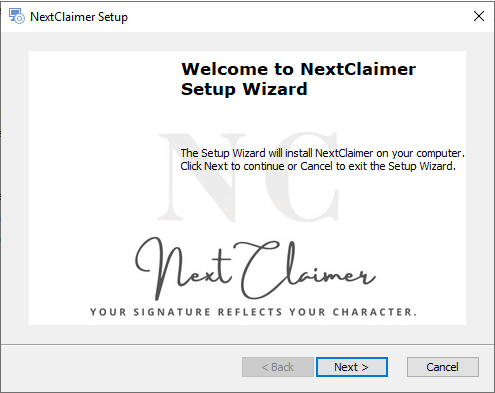 NextClaimer Setup
Welcome to NextClaimer
Setup Wizard
NC
The Setup Wizard will install NextClaimer on your computer.
Click Next to continue or Cancel to exit the Setup Wizard.
Next Claimer
YOUR SIGNATURE REFLECTS YOUR CHARACTER.
< Back Next > Cancel